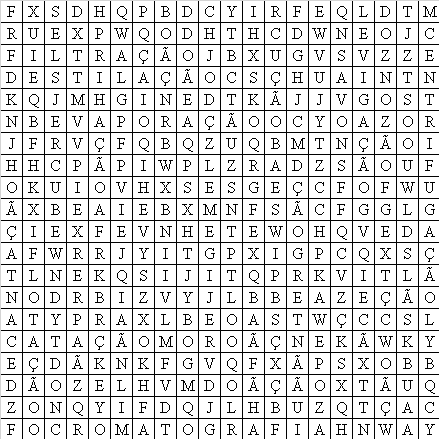 F X S D H Q P B D C Y I R F E Q L D T M
R U E X P W Q O D H T H C D W N E O J C
F I L T R A Ç Ã O J B X U G V S V Z Z E
D E S T I L A Ç Ã O C S Ç H U A I N T N
K Q J M H G I N E D T K Ã J J V G O S T
N B E V A P O R A Ç Ã O O C Y O A Z O R
J F R V Ç F Q B Q Z U Q B M T N Ç Ã O I
H H C P Ã P I W P L Z R A D Z S Ã O U F
O K U I O V H X S E S G E Ç C F O F W U
Ã X B E A I E B X M N F S Ã C F G G L G
Ç I E X F E V N H E T E W O H Q V E D A
A F W R R J Y I T G P X I G P C Q X S Ç
T L N E K Q S I J I T Q P R K V I T L Ã
N O D R B I Z V Y J L B B E A Z E Ç Ã O
A T Y P R A X L B E O A S T W Ç C C S L
C A T A Ç Ã O M O R O Ã Ç N E K Ã W K Y
E Ç D Ã K N K F G V Q F X Ã P S X O B B
D Ã O Z E L H V M D O Ã Ç Ã O X T Ã U Q
Z O N Q Y I F D Q J L H B U Z Q T Ç A C
F O C R O M A T O G R A F I A H N W A Y